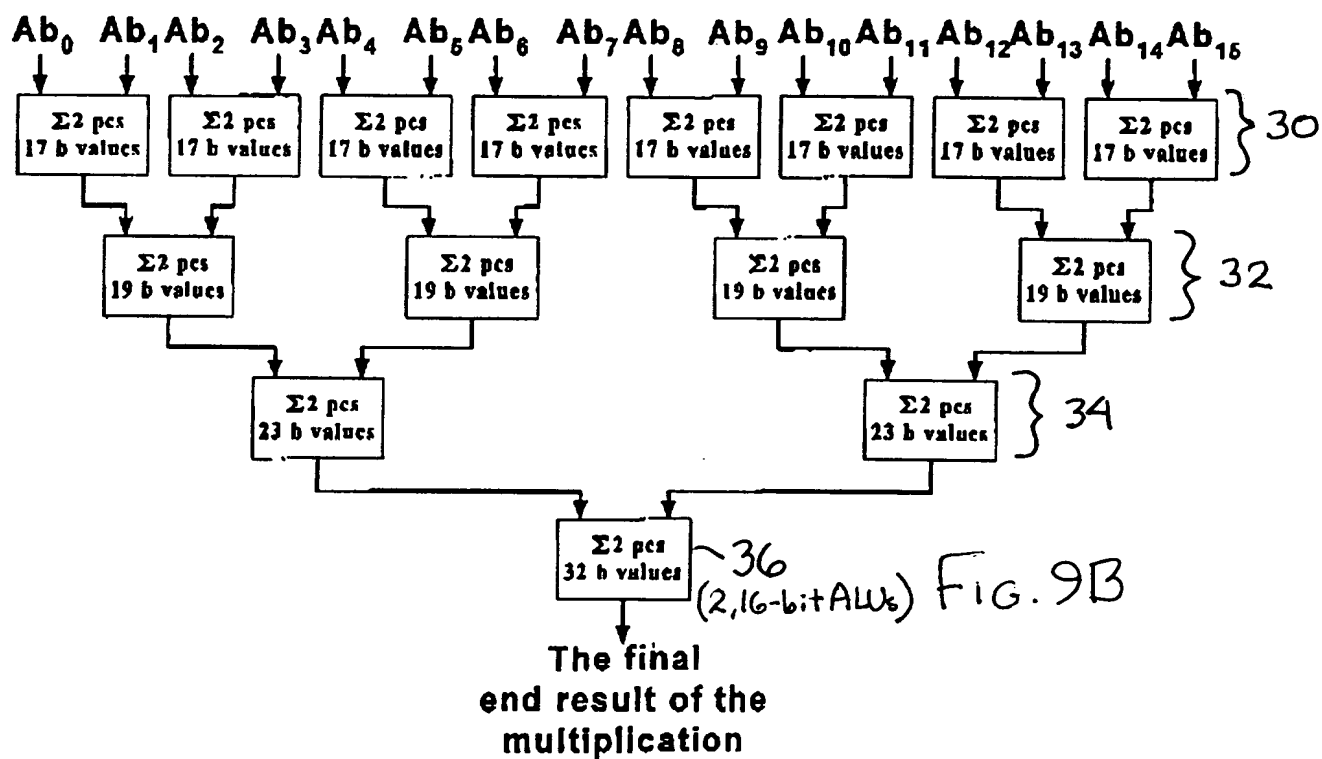 Ab₀ Ab₁ Ab₂ Ab₃ Ab₄ Ab₅ Ab₆ Ab₇ Ab₈ Ab₉ Ab₁₀ Ab₁₁ Ab₁₂ Ab₁₃ Ab₁₄ Ab₁₅
Σ2 pcs Σ2 pcs Σ2 pcs Σ2 pcs Σ2 pcs Σ2 pcs Σ2 pcs Σ2 pcs
17 b values 17 b values 17 b values 17 b values 17 b values 17 b values 17 b values 17 b values
30
Σ2 pcs Σ2 pcs Σ2 pcs Σ2 pcs
19 b values 19 b values 19 b values 19 b values
32
Σ2 pcs Σ2 pcs
23 b values 23 b values
34
Σ2 pcs
32 b values
36
(2,16-bit ALUs)
FIG. 9B
The final
end result of the
multiplication